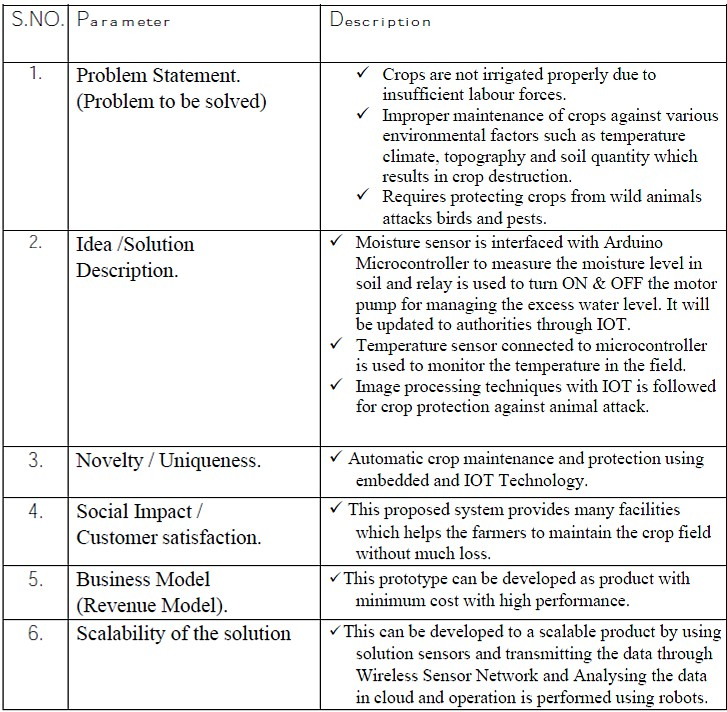 S.NO. Parameter Description
1. Problem Statement.
(Problem to be solved)
✓ Crops are not irrigated properly due to
insufficient labour forces.
✓ Improper maintenance of crops against various
environmental factors such as temperature
climate, topography and soil quantity which
results in crop destruction.
✓ Requires protecting crops from wild animals
attacks birds and pests.
2. Idea /Solution
Description.
✓ Moisture sensor is interfaced with Arduino
Microcontroller to measure the moisture level in
soil and relay is used to turn ON & OFF the motor
pump for managing the excess water level. It will
be updated to authorities through IOT.
✓ Temperature sensor connected to microcontroller
is used to monitor the temperature in the field.
✓ Image processing techniques with IOT is followed
for crop protection against animal attack.
3. Novelty / Uniqueness.
✓ Automatic crop maintenance and protection using
embedded and IOT Technology.
4. Social Impact /
Customer satisfaction.
✓ This proposed system provides many facilities
which helps the farmers to maintain the crop field
without much loss.
5. Business Model
(Revenue Model).
✓ This prototype can be developed as product with
minimum cost with high performance.
6. Scalability of the solution
✓ This can be developed to a scalable product by using
solution sensors and transmitting the data through
Wireless Sensor Network and Analysing the data
in cloud and operation is performed using robots.